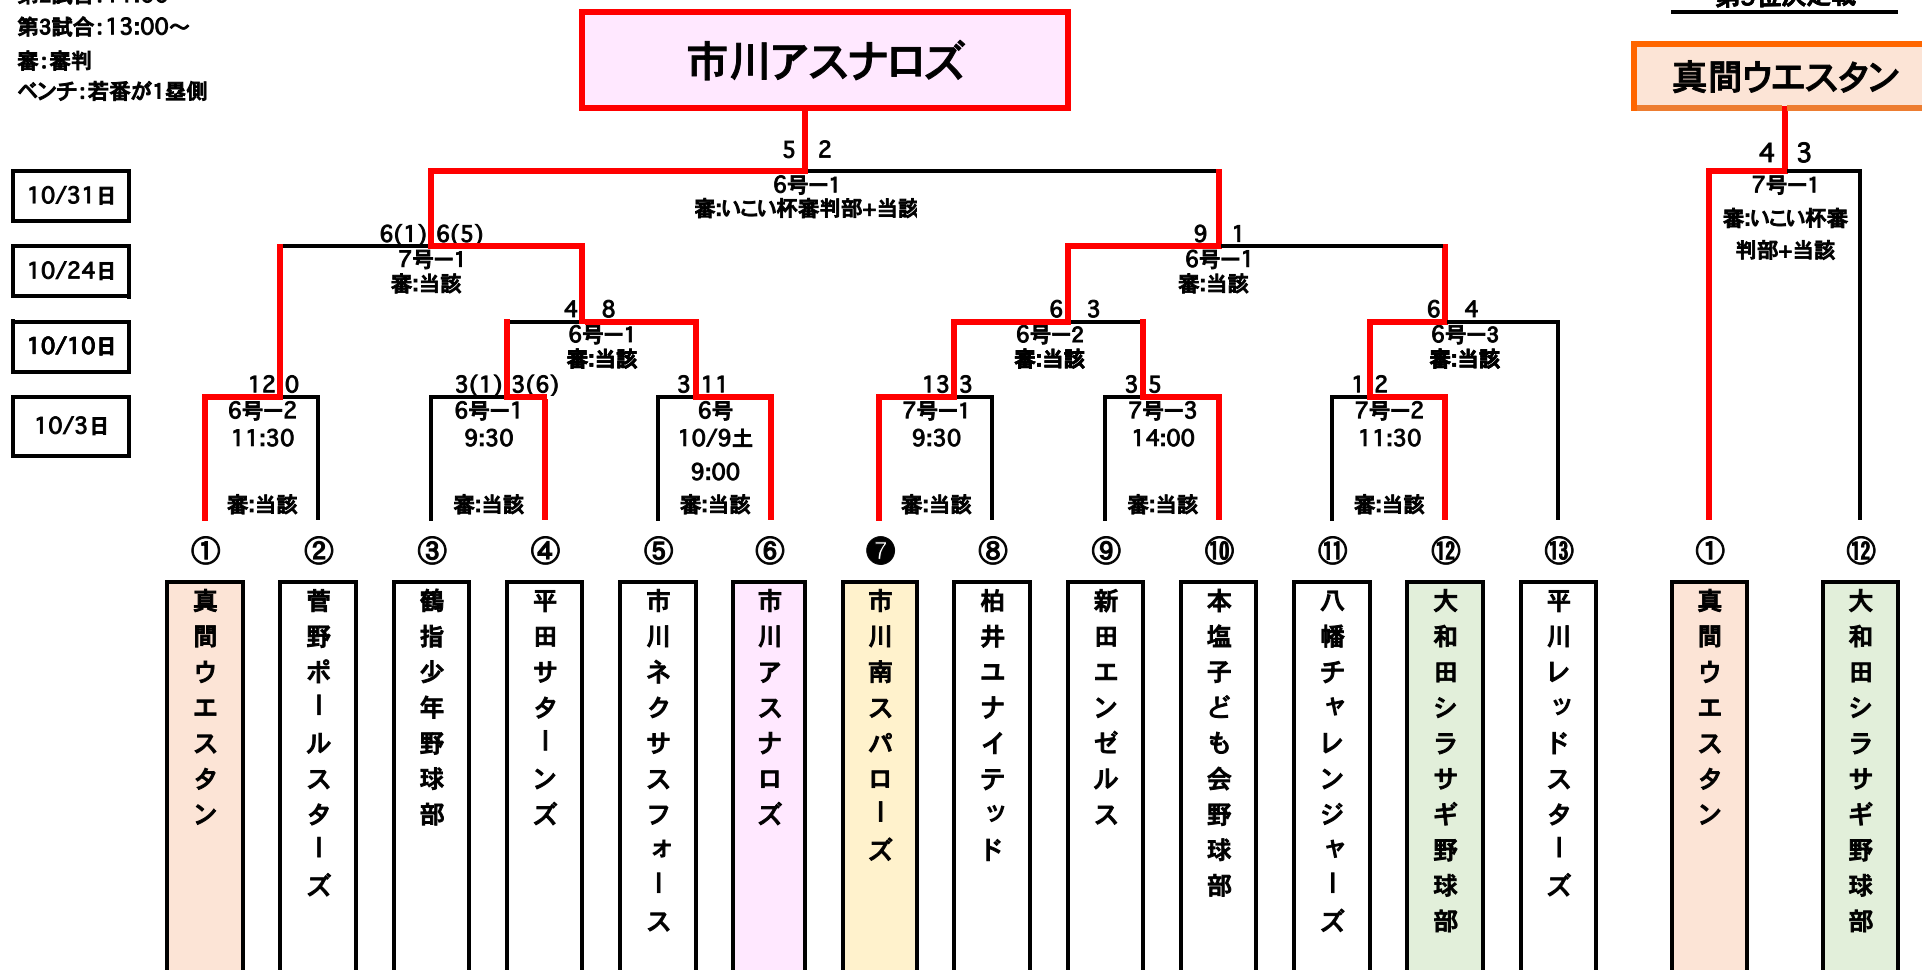 第3試合:13:00～
審:審判
ベンチ:若番が1塁側
市川アスナロズ
真間ウエスタン
5 2
4 3
10/31日
6号ー1
審:いこい杯審判部+当該
7号ー1
審:いこい杯審
判部+当該
6(1) 6(5)
9 1
10/24日
7号ー1
審:当該
6号ー1
審:当該
4 8
6 3
6 4
10/10日
6号ー1
審:当該
6号ー2
審:当該
6号ー3
審:当該
12 0
3(1) 3(6)
3 11
13 3
3 5
1 2
10/3日
6号ー2
11:30
審:当該
6号ー1
9:30
審:当該
6号
10/9土
9:00
審:当該
7号ー1
9:30
審:当該
7号ー3
14:00
審:当該
7号ー2
11:30
審:当該
① ② ③ ④ ⑤ ⑥ ❼ ⑧ ⑨ ⑩ ⑪ ⑫ ⑬ ① ⑫
真間ウエスタン
菅野ポールスターズ
鶴指少年野球部
平田サターンズ
市川ネクサスフォース
市川アスナロズ
市川南スパローズ
柏井ユナイテッド
新田エンゼルス
本塩子ども会野球部
八幡チャレンジャーズ
大和田シラサギ野球部
平川レッドスターズ
真間ウエスタン
大和田シラサギ野球部